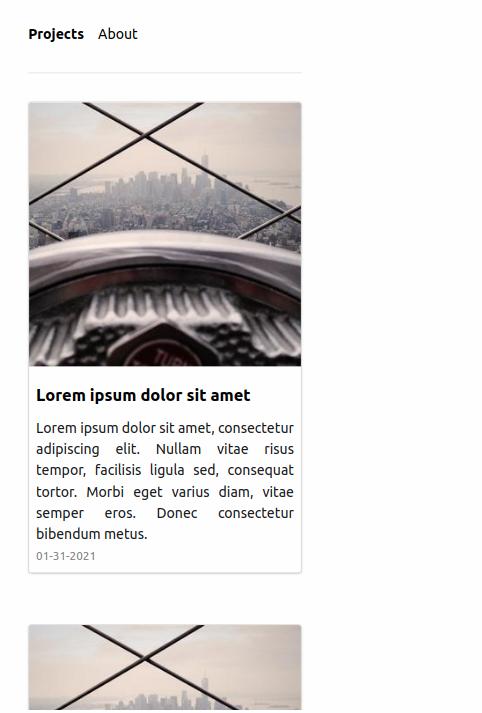 Projects About
TURN
Lorem ipsum dolor sit amet
Lorem ipsum dolor sit amet, consectetur
adipiscing elit. Nullam vitae risus
tempor, facilisis ligula sed, consequat
tortor. Morbi eget varius diam, vitae
semper eros. Donec consectetur
bibendum metus.
01-31-2021